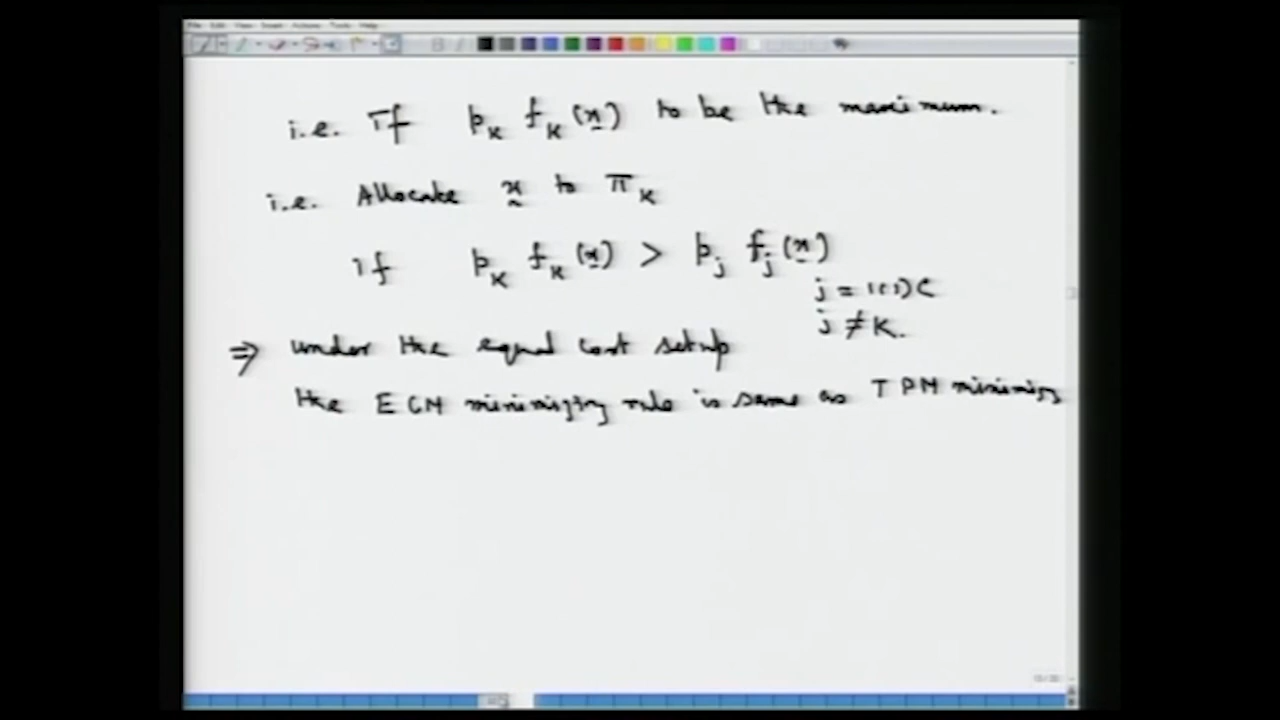 i.e. If p_k f_k(x) to be the maximum.
i.e. Allocate x to π_k
If p_k f_k(x) > p_j f_j(x)
j = 1(1)C
j ≠ k.
⇒ under the equal cost setup
the ECM minimizing rule is same as TPM minimizing